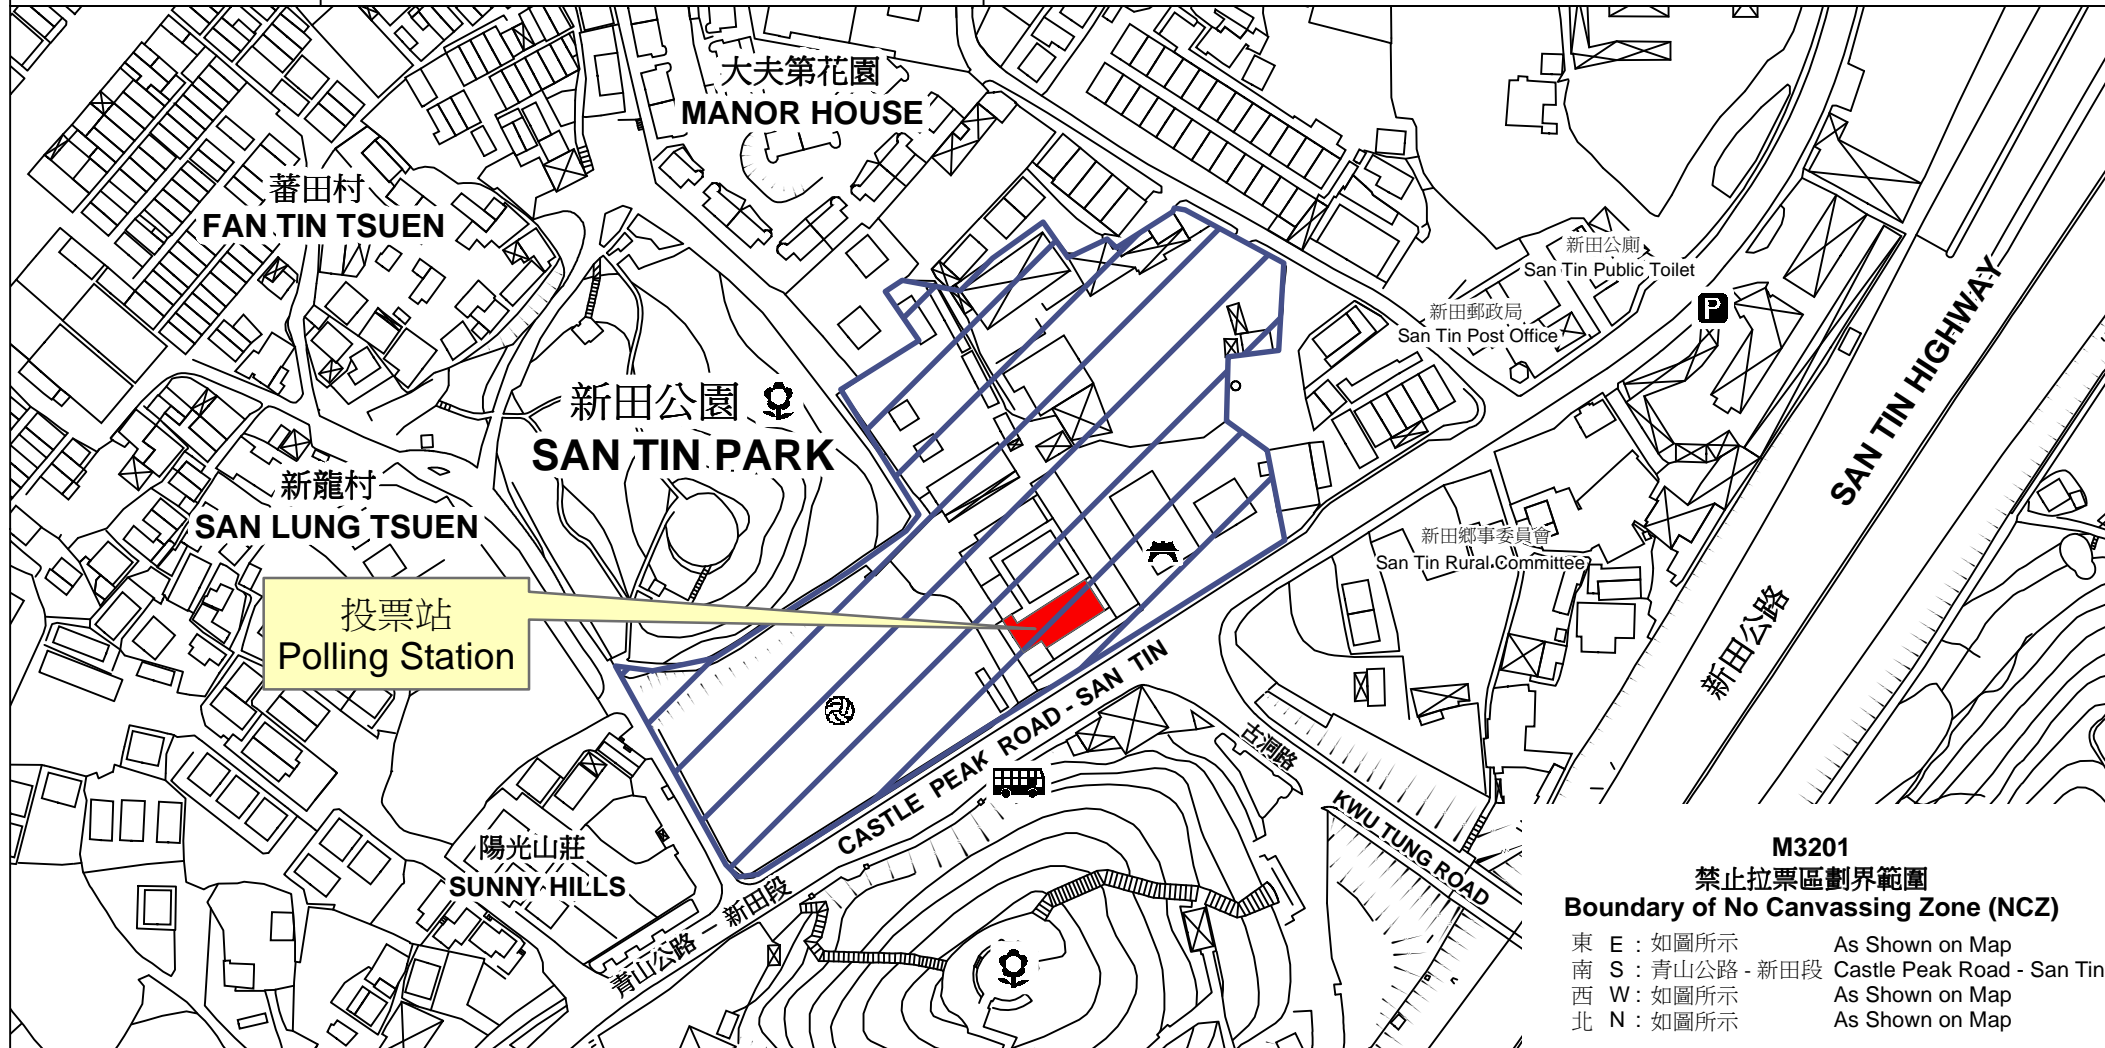 大夫第花園
MANOR HOUSE
蕃田村
FAN TIN TSUEN
新田公廁
San Tin Public Toilet
P
新田郵政局
San Tin Post Office
SAN TIN HIGHWAY
新田公園
SAN TIN PARK
新龍村
SAN LUNG TSUEN
新田鄉事委員會
San Tin Rural Committee
投票站
Polling Station
新田公路
CASTLE PEAK ROAD - SAN TIN
古洞路
KWU TUNG ROAD
陽光山莊
SUNNY HILLS
青山公路 - 新田段
M3201
禁止拉票區劃界範圍
Boundary of No Canvassing Zone (NCZ)
東 E : 如圖所示 As Shown on Map
南 S : 青山公路 - 新田段 Castle Peak Road - San Tin
西 W : 如圖所示 As Shown on Map
北 N : 如圖所示 As Shown on Map